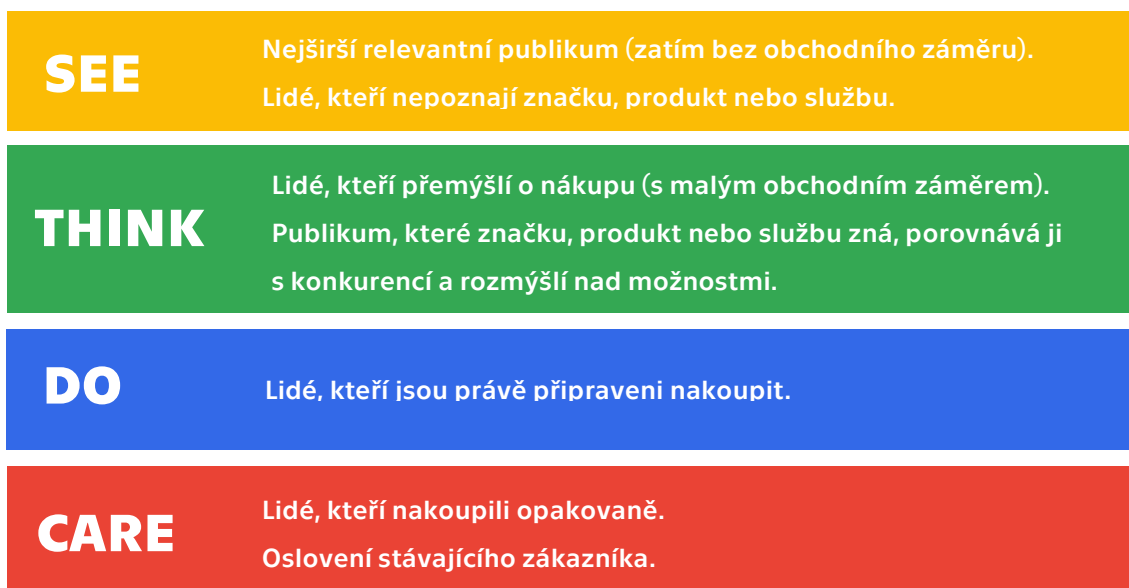 SEE
Nejširší relevantní publikum (zatím bez obchodního záměru).
Lidé, kteří nepoznají značku, produkt nebo službu.
THINK
Lidé, kteří přemýšlí o nákupu (s malým obchodním záměrem).
Publikum, které značku, produkt nebo službu zná, porovnává ji
s konkurencí a rozmýšlí nad možnostmi.
DO
Lidé, kteří jsou právě připraveni nakoupit.
CARE
Lidé, kteří nakoupili opakovaně.
Oslovení stávajícího zákazníka.